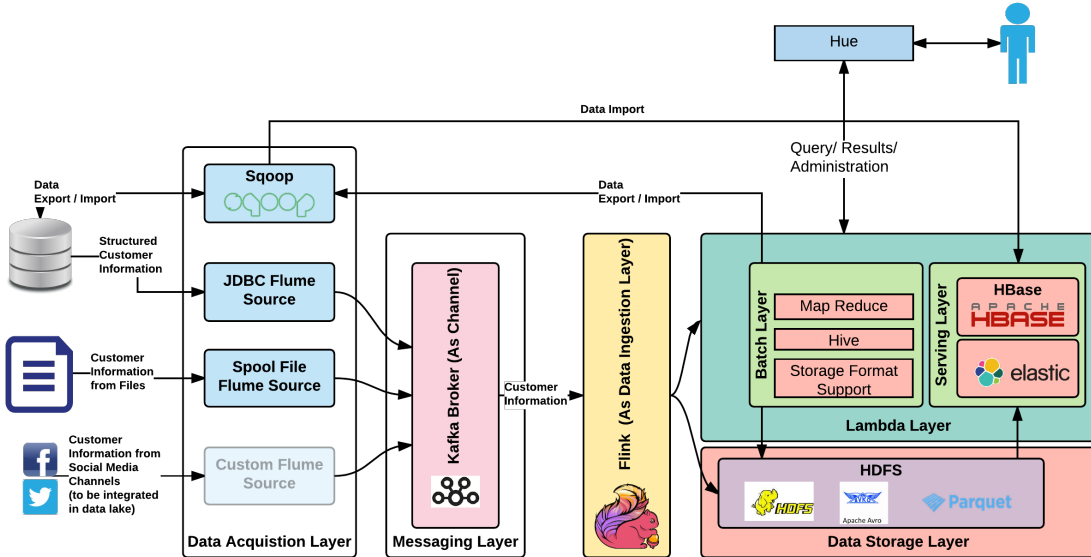 Hue
Data Import
Query/ Results/
Administration
Sqoop
sqoop
Data
Export / Import
Data
Export / Import
Structured
Customer
Information
JDBC Flume
Source
Customer
Information
from Files
Spool File
Flume Source
f
Customer
Information from
Social Media
Channels
(to be integrated
in data lake)
Custom Flume
Source
Data Acquistion Layer
Kafka Broker (As Channel)
Messaging Layer
Customer
Information
Flink (As Data Ingestion Layer)
Batch Layer
Map Reduce
Hive
Storage Format
Support
Serving Layer
HBase
APACHE
HBASE
elastic
Lambda Layer
HDFS
HDFS
AVRO
Apache Avro
Parquet
Data Storage Layer